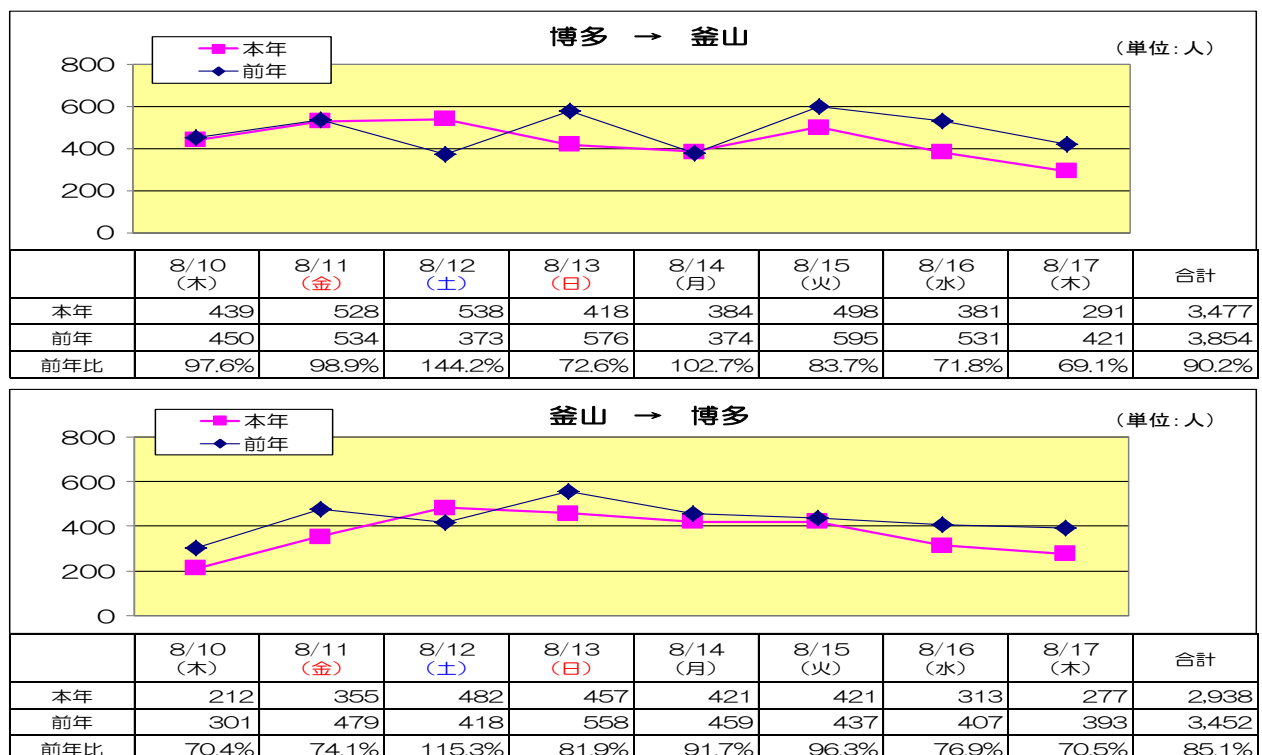 博多 → 釜山
(単位:人)
本年
前年
800
600
400
200
0
8/10 8/11 8/12 8/13 8/14 8/15 8/16 8/17 合計
(木) (金) (土) (日) (月) (火) (水) (木)
本年 439 528 538 418 384 498 381 291 3,477
前年 450 534 373 576 374 595 531 421 3,854
前年比 97.6% 98.9% 144.2% 72.6% 102.7% 83.7% 71.8% 69.1% 90.2%
釜山 → 博多
(単位:人)
本年
前年
800
600
400
200
0
8/10 8/11 8/12 8/13 8/14 8/15 8/16 8/17 合計
(木) (金) (土) (日) (月) (火) (水) (木)
本年 212 355 482 457 421 421 313 277 2,938
前年 301 479 418 558 459 437 407 393 3,452
前年比 70.4% 74.1% 115.3% 81.9% 91.7% 96.3% 76.9% 70.5% 85.1%